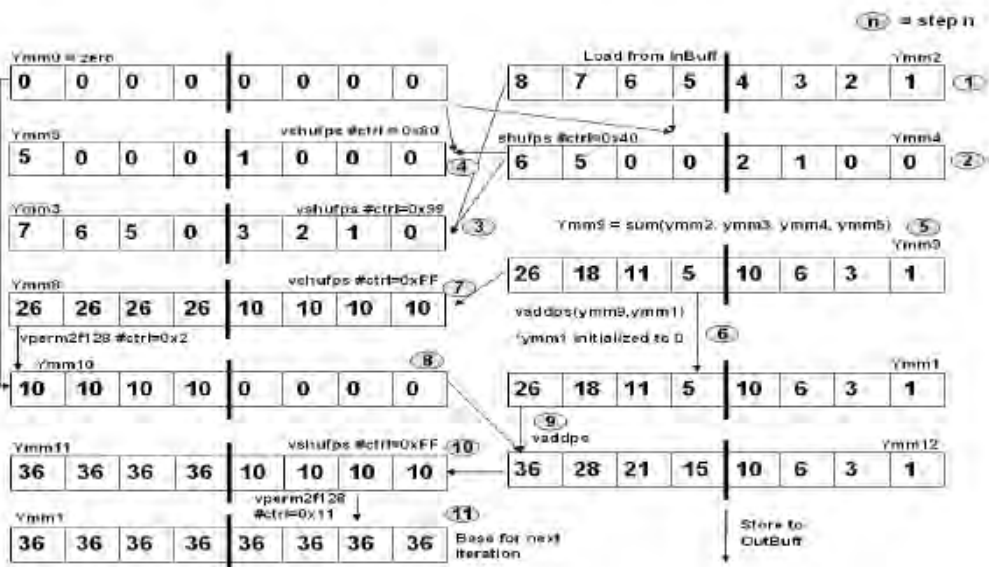 n = step n
Ymm0 = zero
0 0 0 0 0 0 0 0
Load from InBuff
Ymm2
8 7 6 5 4 3 2 1
1
Ymm5
vshufps #ctrl = 0x80
5 0 0 0 1 0 0 0
4
shufps #ctrl=0x40
Ymm4
6 5 0 0 2 1 0 0
2
Ymm3
vshufps #ctrl=0x99
7 6 5 0 3 2 1 0
3
Ymm9 = sum(ymm2, ymm3, ymm4, ymm5)
5
Ymm9
26 18 11 5 10 6 3 1
Ymm8
vshufps #ctrl=0xFF
7
26 26 26 26 10 10 10 10
vaddps(ymm9,ymm1)
*ymm1 initialized to 0
6
vperm2f128 #ctrl=0x2
Ymm10
8
10 10 10 10 0 0 0 0
Ymm1
26 18 11 5 10 6 3 1
9
vaddps
Ymm11
vshufps #ctrl=0xFF
10
36 36 36 36 10 10 10 10
Ymm12
36 28 21 15 10 6 3 1
vperm2f128
#ctrl=0x11
11
Ymm1
36 36 36 36 36 36 36 36
Base for next
iteration
Store to
OutBuff